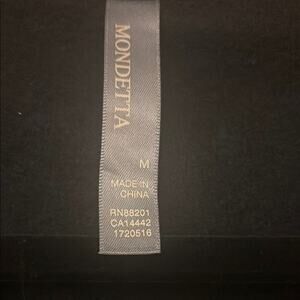 MONDETTA
M
MADE IN
CHINA
RN88201
CA14442
1720516